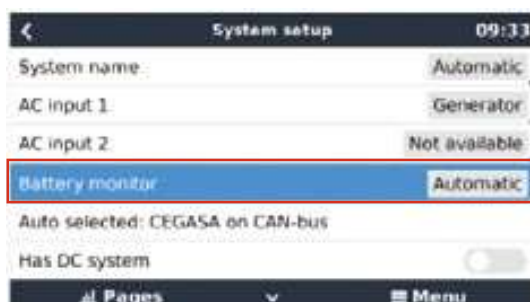 System setup 09:33
System name Automatic
AC input 1 Generator
AC input 2 Not available
Battery monitor Automatic
Auto selected: CEGASA on CAN-bus
Has DC system
Pages Menu